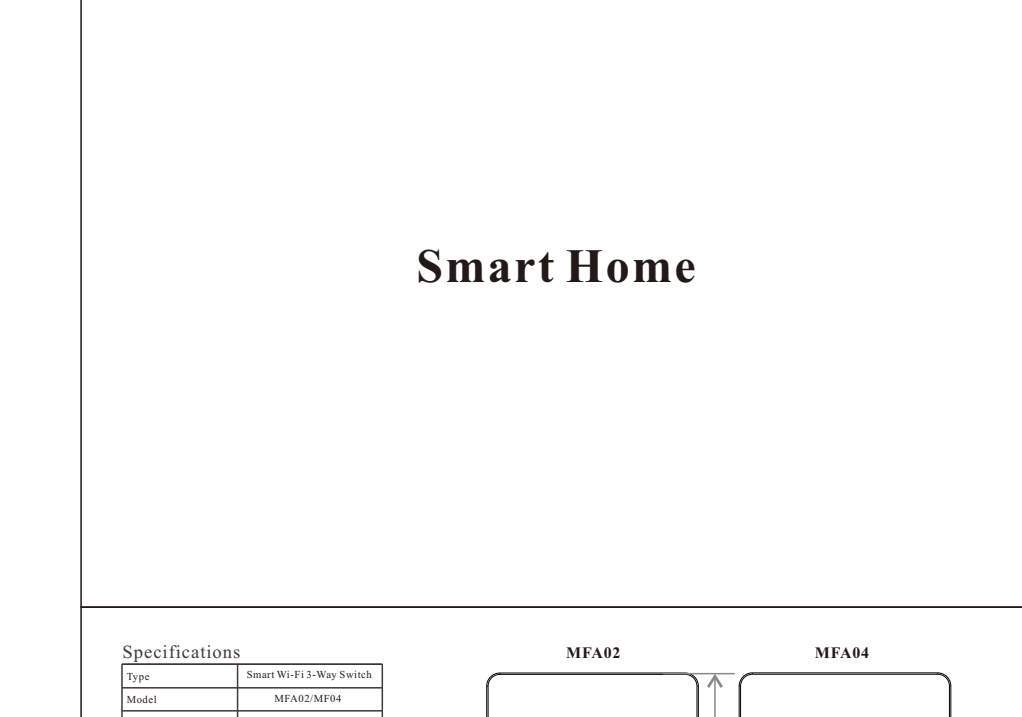 Smart Home
Specifications
MFA02 MFA04
Type Smart Wi-Fi 3-Way Switch
Model MFA02/MF04